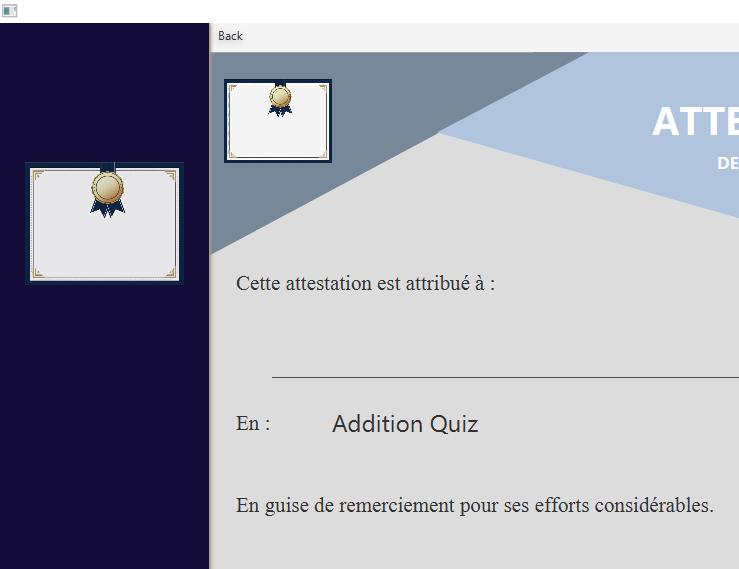 Back
ATTE
DE
Cette attestation est attribué à :
En :
Addition Quiz
En guise de remerciement pour ses efforts considérables.